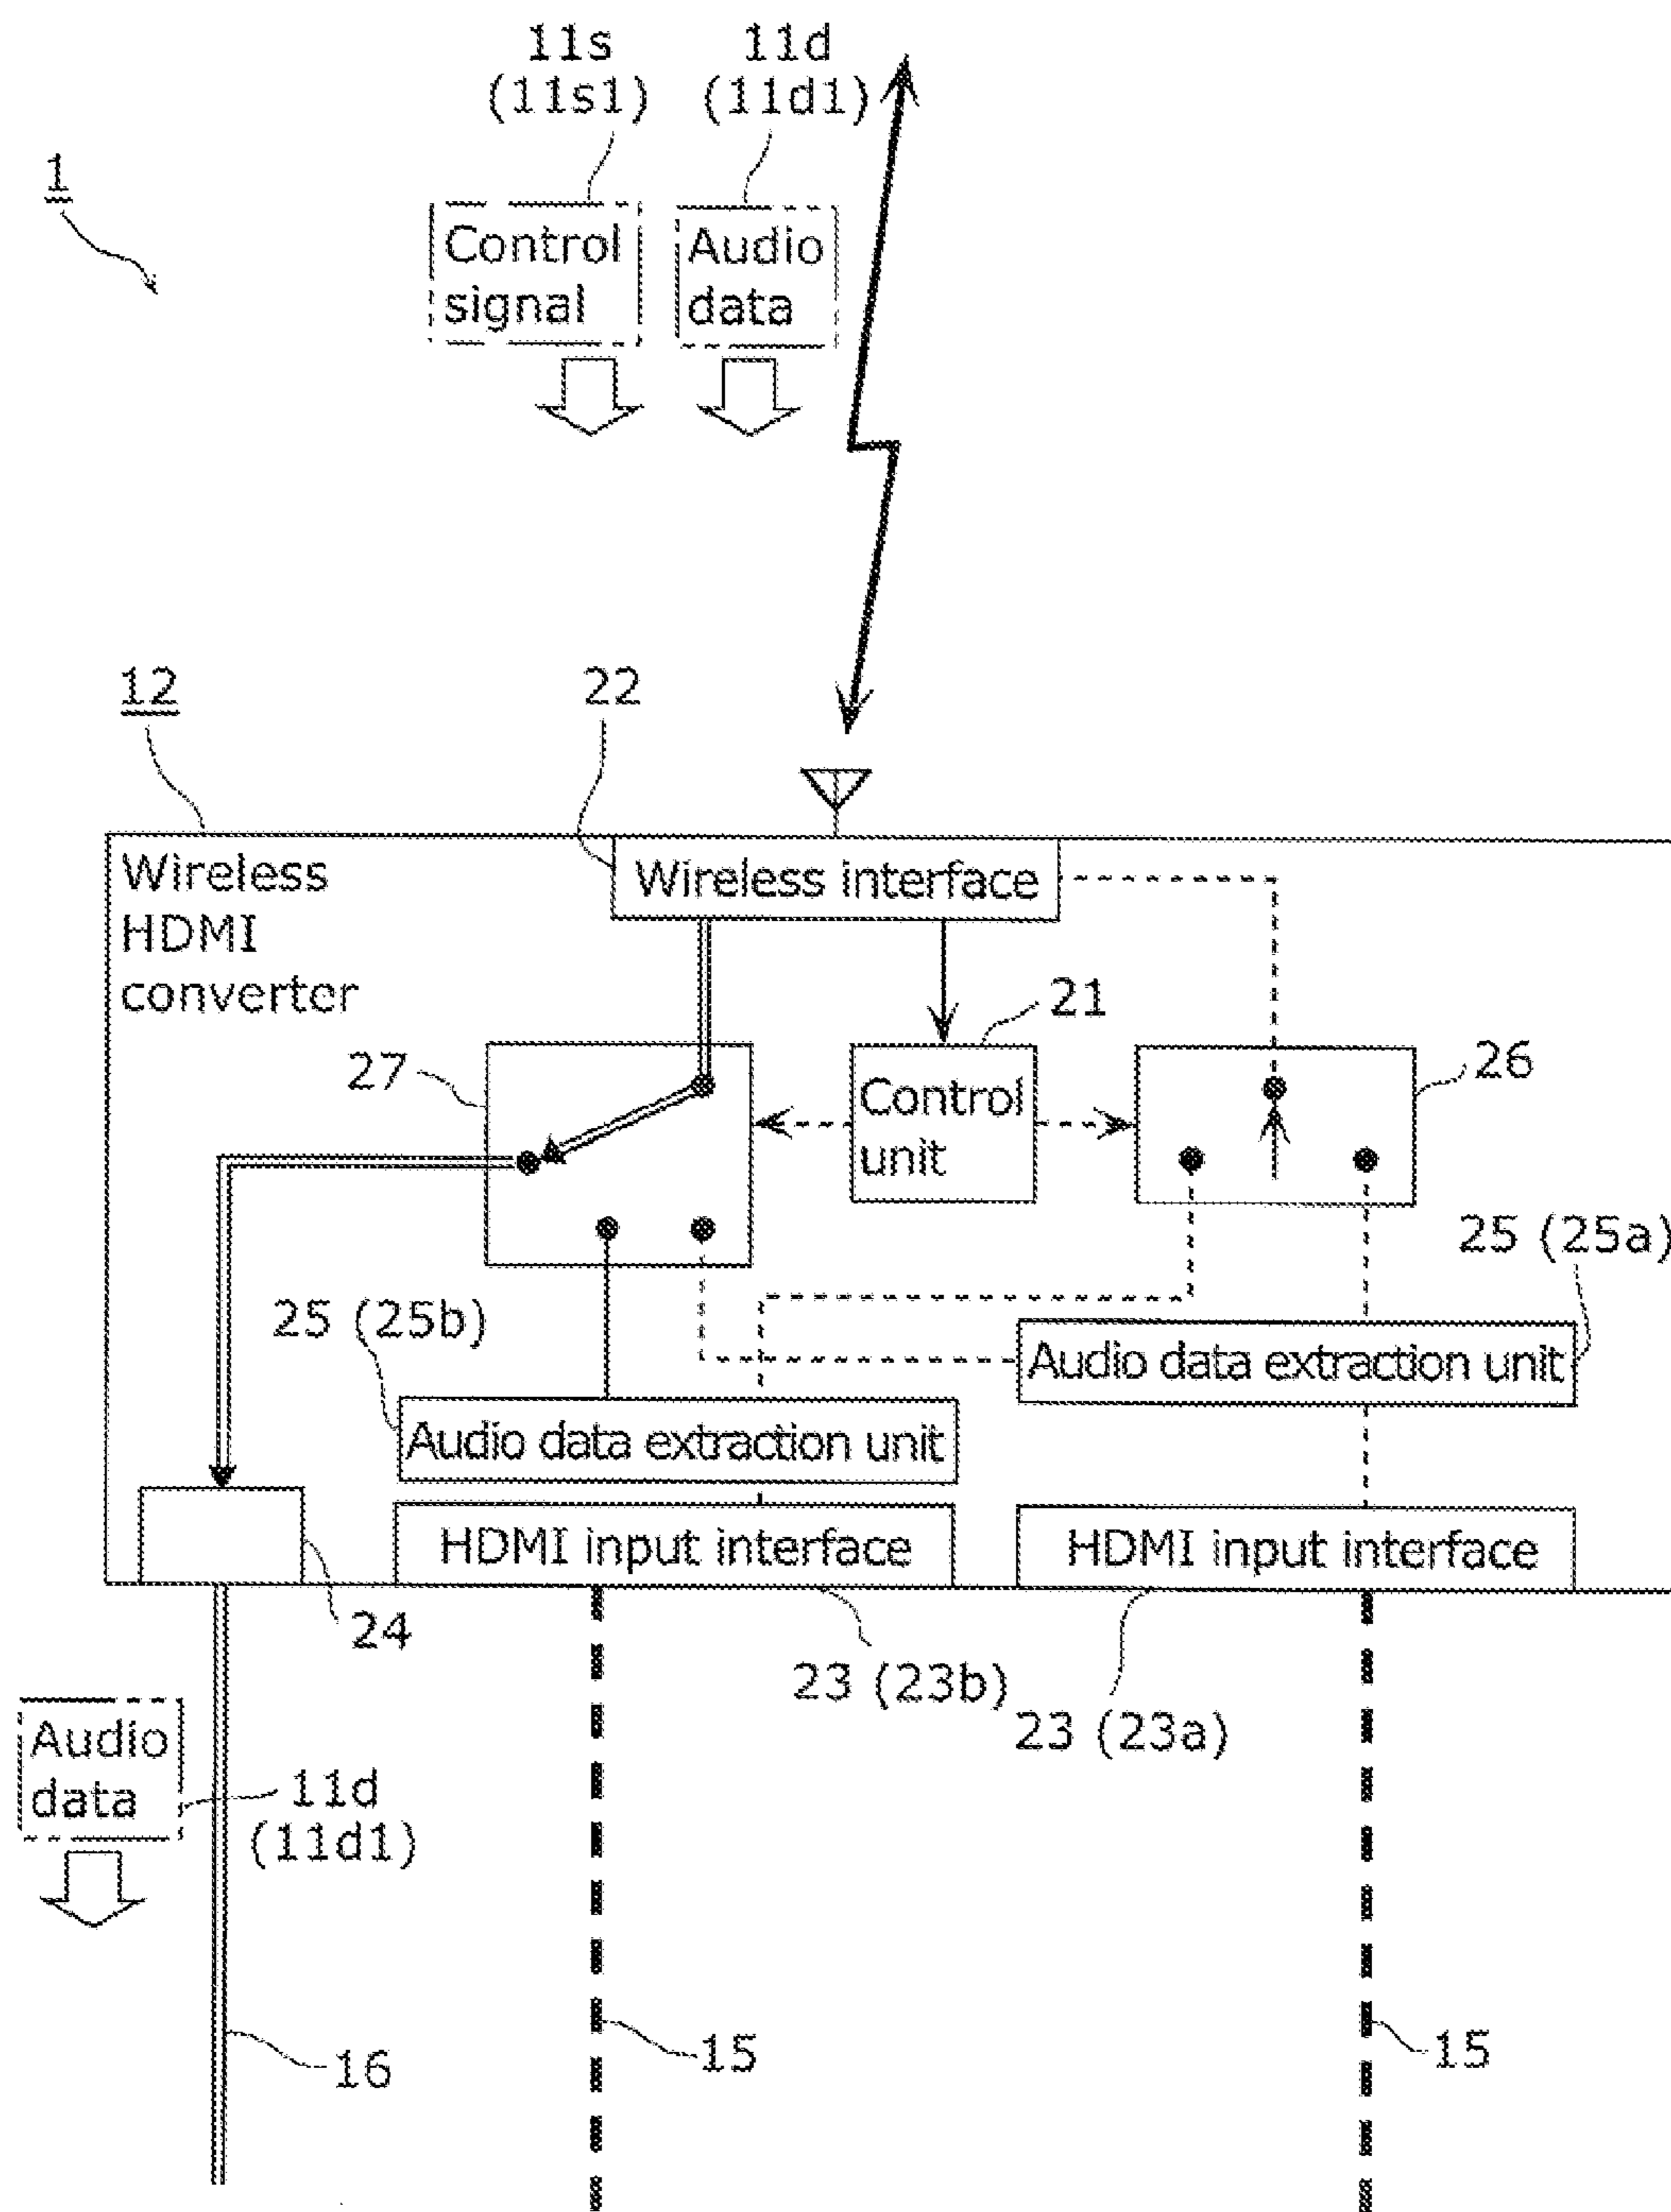 11s
(11s1)
11d
(11d1)
1
Control
signal
Audio
data
12
22
Wireless
HDMI
converter
Wireless interface
21
27
Control
unit
26
25 (25a)
25 (25b)
Audio data extraction unit
Audio data extraction unit
HDMI input interface
HDMI input interface
24
23 (23b)
23 (23a)
Audio
data
11d
(11d1)
16
15
15